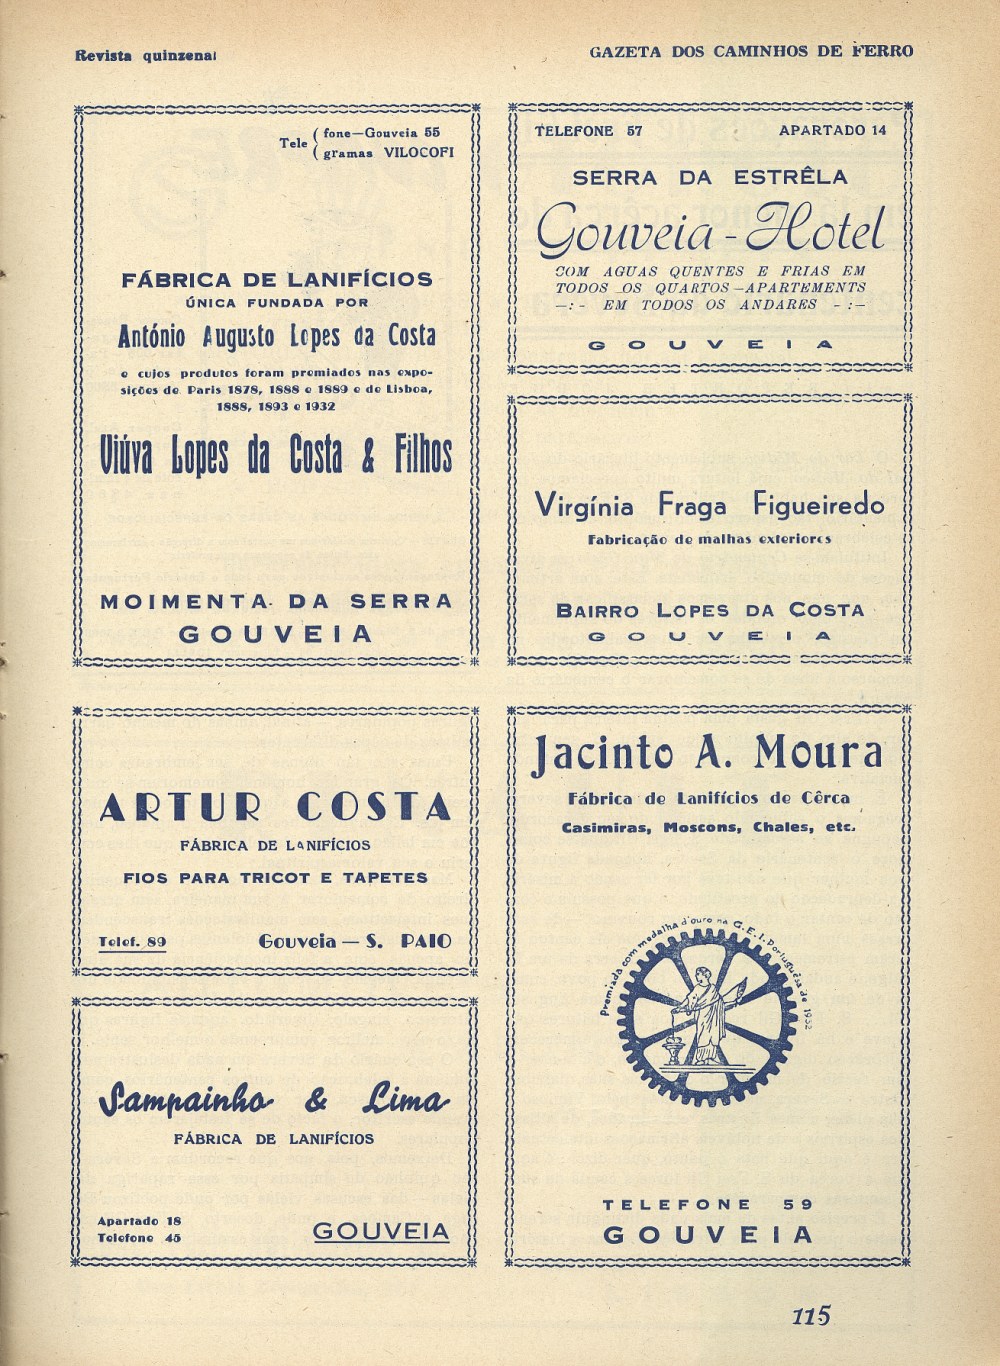 Revista quinzenal
GAZETA DOS CAMINHOS DE FERRO
Tele ( fone—Gouveia 55
( gramas VILOCOFI
FÁBRICA DE LANIFÍCIOS
ÚNICA FUNDADA POR
António Augusto Lopes da Costa
e cujos produtos foram premiados nas expo-
sições de Paris 1878, 1888 e 1889 e de Lisboa,
1888, 1893 e 1932
Viúva Lopes da Costa & Filhos
MOIMENTA DA SERRA
GOUVEIA
TELEFONE 57 APARTADO 14
SERRA DA ESTRÊLA
Gouveia-Hotel
COM AGUAS QUENTES E FRIAS EM
TODOS OS QUARTOS—APARTEMENTS
—:- EM TODOS OS ANDARES -:—
GOUVEIA
Virgínia Fraga Figueiredo
Fabricação de malhas exteriores
BAIRRO LOPES DA COSTA
GOUVEIA
ARTUR COSTA
FÁBRICA DE LANIFÍCIOS
FIOS PARA TRICOT E TAPETES
Telef. 89 Gouveia — S. PAIO
Sampainho & Lima
FÁBRICA DE LANIFÍCIOS
Apartado 18
Telefone 45
GOUVEIA
Jacinto A. Moura
Fábrica de Lanifícios de Cêrca
Casimiras, Moscons, Chales, etc.
Premiada com medalha d'ouro na G.E.I. Portuguêsa de 1932
TELEFONE 59
GOUVEIA
115